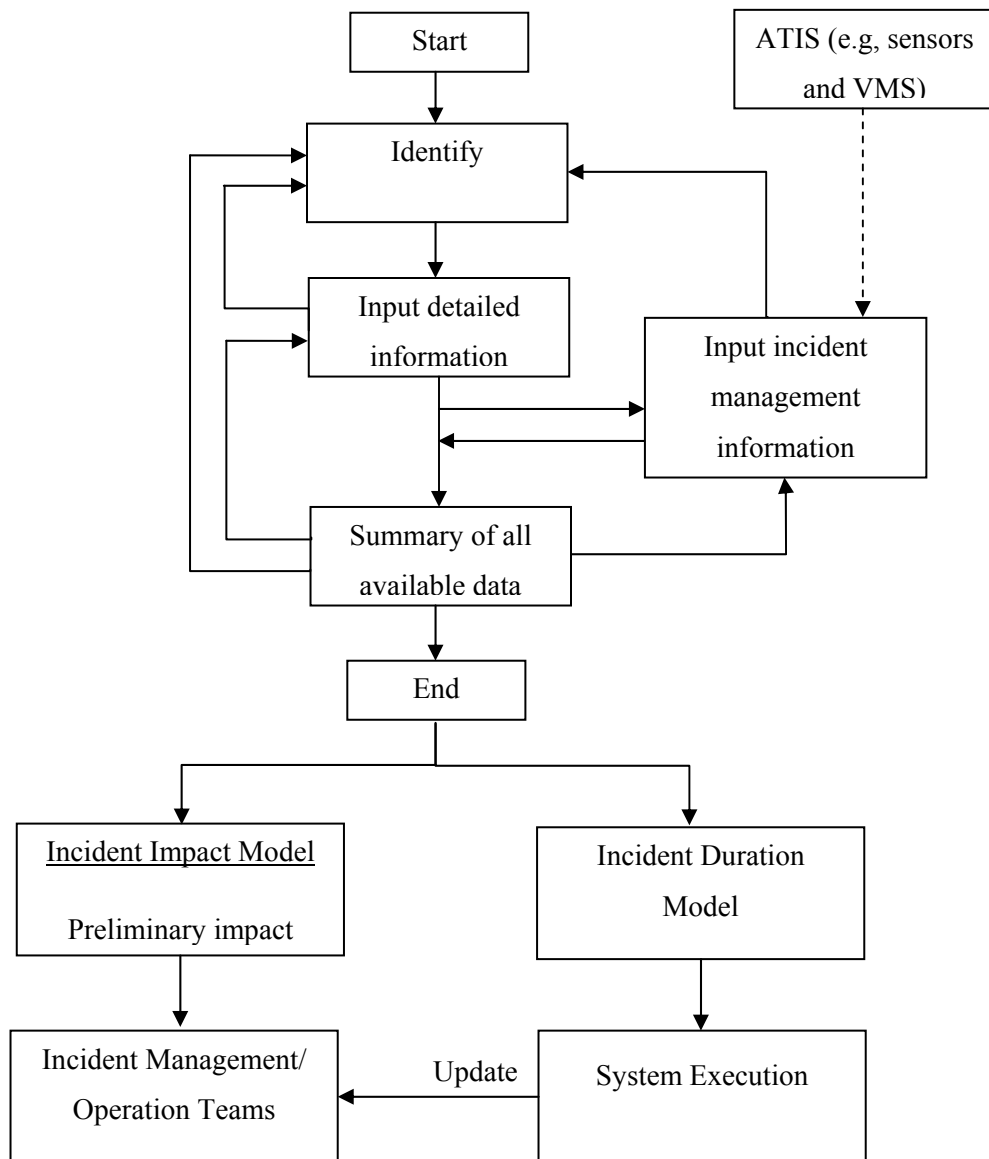 Start
ATIS (e.g, sensors
and VMS)
Identify
Input detailed
information
Input incident
management
information
Summary of all
available data
End
Incident Impact Model
Preliminary impact
Incident Duration
Model
Incident Management/
Operation Teams
Update
System Execution